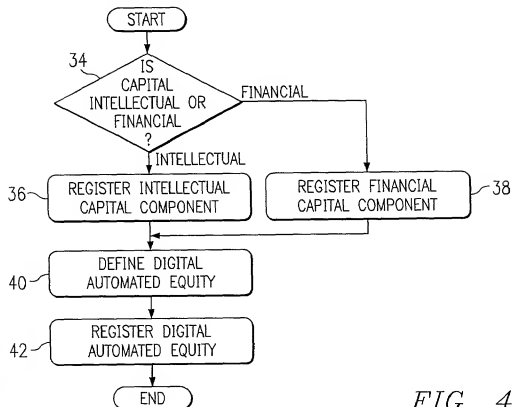 START
34
IS
CAPITAL
INTELLECTUAL OR
FINANCIAL
?
FINANCIAL
INTELLECTUAL
36
REGISTER INTELLECTUAL
CAPITAL COMPONENT
REGISTER FINANCIAL
CAPITAL COMPONENT
38
40
DEFINE DIGITAL
AUTOMATED EQUITY
42
REGISTER DIGITAL
AUTOMATED EQUITY
END
FIG. 4